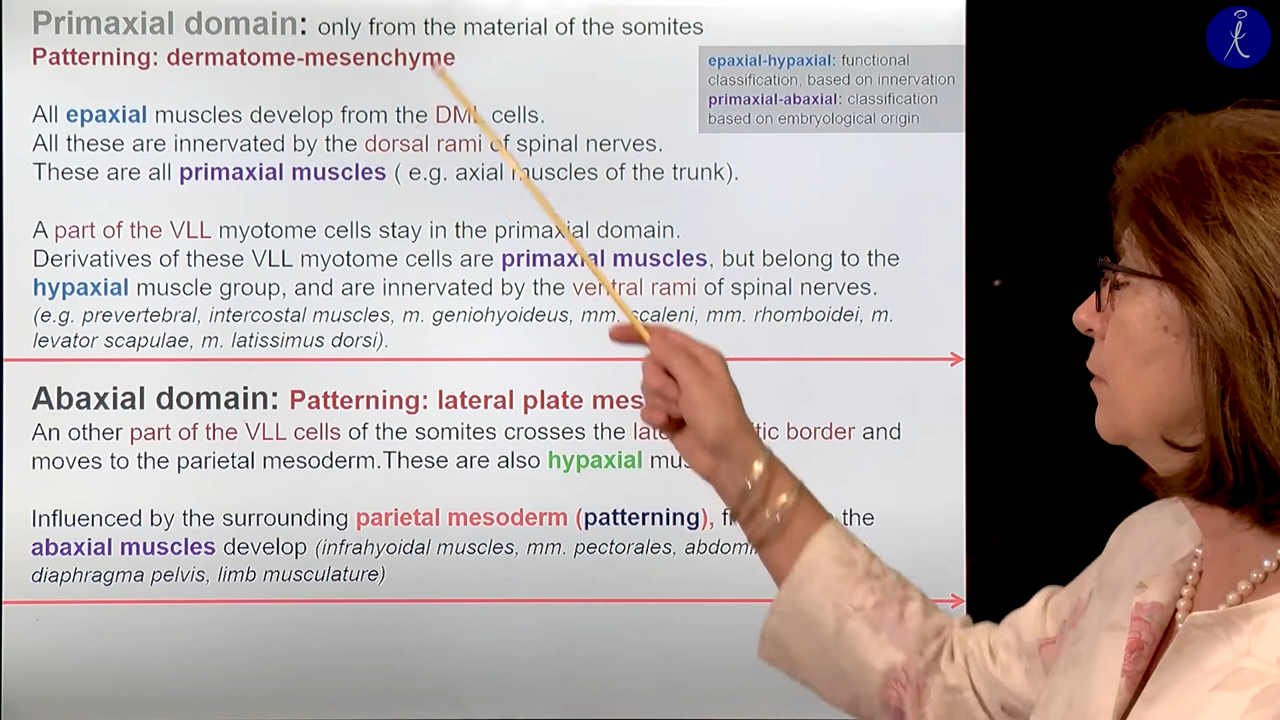 Primaxial domain: only from the material of the somites
Patterning: dermatome-mesenchyme
epaxial-hypaxial: functional
classification, based on innervation
primaxial-abaxial: classification
based on embryological origin
All epaxial muscles develop from the DML cells.
All these are innervated by the dorsal rami of spinal nerves.
These are all primaxial muscles ( e.g. axial muscles of the trunk).
A part of the VLL myotome cells stay in the primaxial domain.
Derivatives of these VLL myotome cells are primaxial muscles, but belong to the
hypaxial muscle group, and are innervated by the ventral rami of spinal nerves.
(e.g. prevertebral, intercostal muscles, m. geniohyoideus, mm. scaleni, mm. rhomboidei, m.
levator scapulae, m. latissimus dorsi).
Abaxial domain: Patterning: lateral plate mes
An other part of the VLL cells of the somites crosses the late tic border and
moves to the parietal mesoderm.These are also hypaxial mus
Influenced by the surrounding parietal mesoderm (patterning), the
abaxial muscles develop (infrahyoidal muscles, mm. pectorales, abdom
diaphragma pelvis, limb musculature)